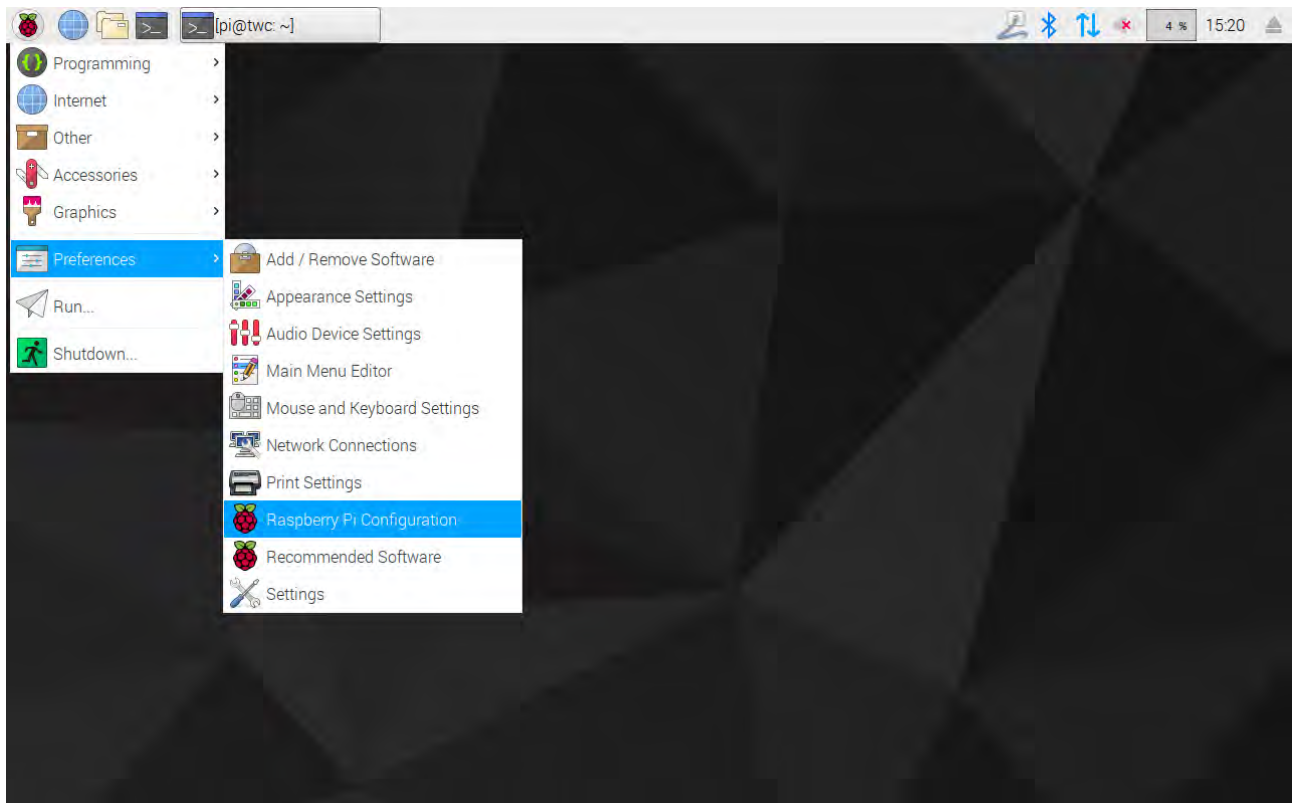 [pi@twc: ~]
4 %
15:20
Programming
Internet
Other
Accessories
Graphics
Preferences
Run...
Shutdown...
Add / Remove Software
Appearance Settings
Audio Device Settings
Main Menu Editor
Mouse and Keyboard Settings
Network Connections
Print Settings
Raspberry Pi Configuration
Recommended Software
Settings